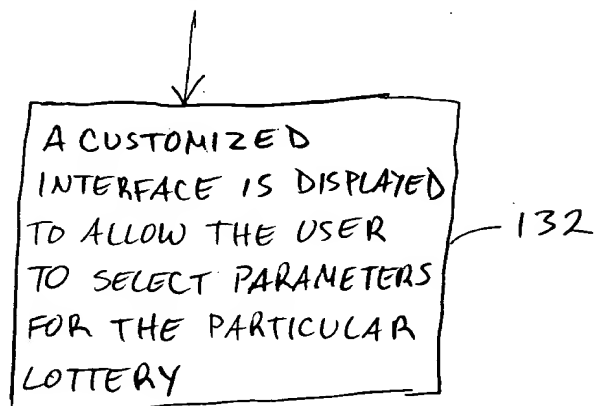 A CUSTOMIZED
INTERFACE IS DISPLAYED
TO ALLOW THE USER
TO SELECT PARAMETERS
FOR THE PARTICULAR
LOTTERY
132